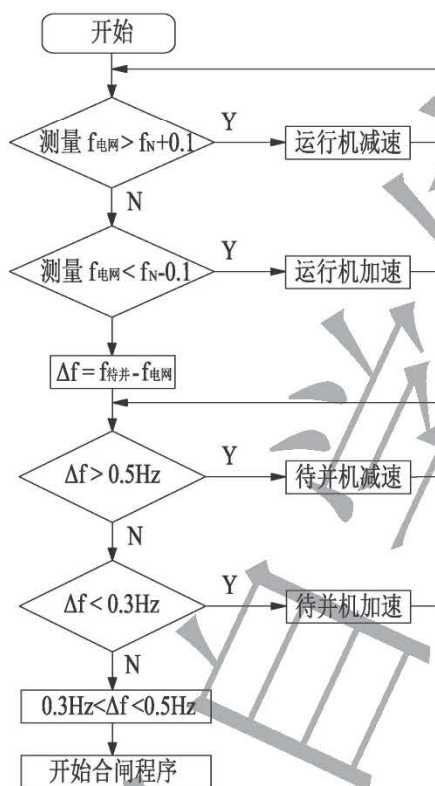 开始
测量 f电网> fN+0.1
Y
运行机减速
N
测量 f电网< fN-0.1
Y
运行机加速
Δf = f待并- f电网
Δf > 0.5Hz
Y
待并机减速
N
Δf < 0.3Hz
Y
待并机加速
N
0.3Hz<Δf <0.5Hz
开始合闸程序